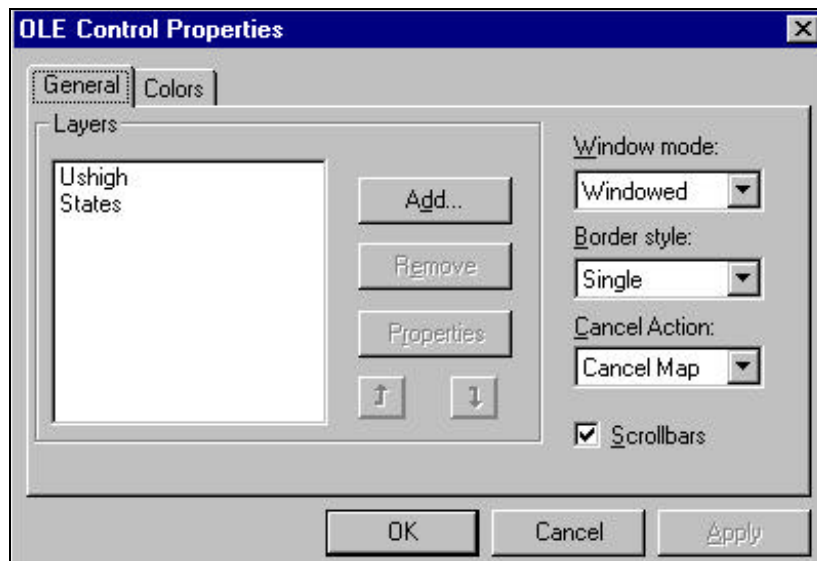 OLE Control Properties
General
Colors
Layers
Ushigh
States
Add...
Remove
Properties
Window mode:
Windowed
Border style:
Single
Cancel Action:
Cancel Map
Scrollbars
OK
Cancel
Apply